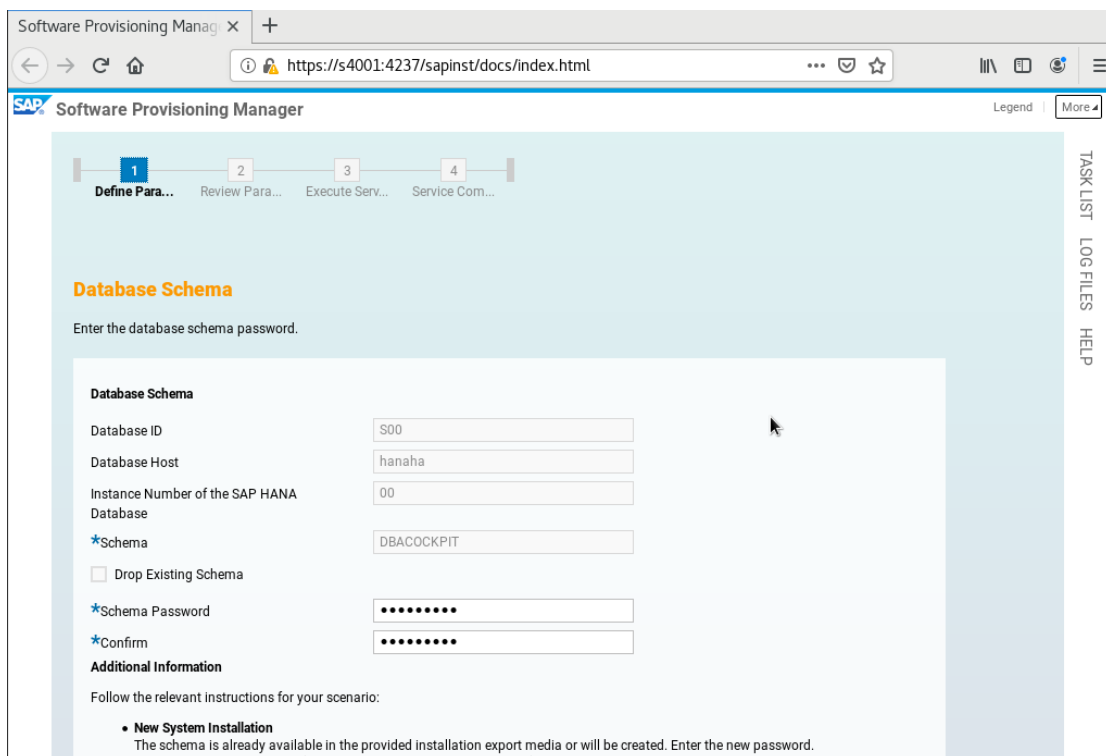 Software Provisioning Manag
https://s4001:4237/sapinst/docs/index.html
SAP Software Provisioning Manager
Legend
More
1 2 3 4
Define Para... Review Para... Execute Serv... Service Com...
TASK LIST
LOG FILES
HELP
Database Schema
Enter the database schema password.
Database Schema
Database ID S00
Database Host hanaha
Instance Number of the SAP HANA 00
Database
*Schema DBACOCKPIT
Drop Existing Schema
*Schema Password •••••••••
*Confirm •••••••••
Additional Information
Follow the relevant instructions for your scenario:
• New System Installation
The schema is already available in the provided installation export media or will be created. Enter the new password.